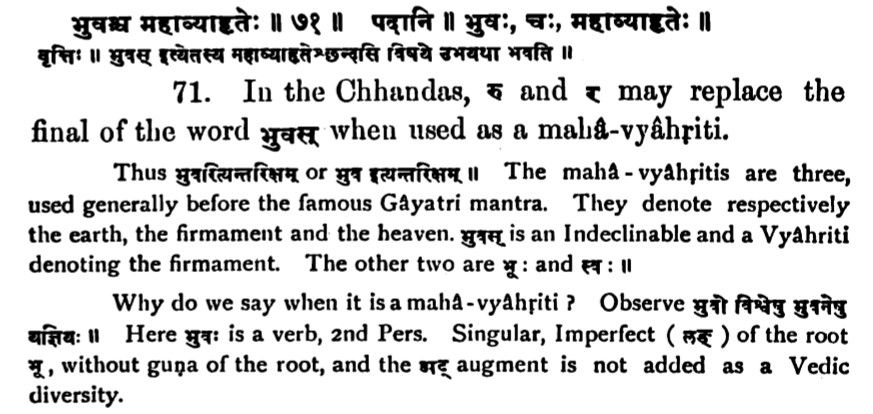 भुवश्च महाव्याहृतेः ॥ ७१ ॥ पदानि ॥ भुवः, चः, महाव्याहृतेः ॥
वृत्तिः ॥ भुवस् इत्येतस्य महाव्याहृतेश्छन्दसि विषये उभयथा भवति ॥
71. In the Chhandas, रु and र may replace the
final of the word भुवस् when used as a mahâ-vyâhṛiti.
Thus भुवरित्यन्तरिक्षम् or भुव इत्यन्तरिक्षम् ॥ The mahâ-vyâhṛitis are three,
used generally before the famous Gâyatri mantra. They denote respectively
the earth, the firmament and the heaven. भुवस् is an Indeclinable and a Vyâhriti
denoting the firmament. The other two are भू: and स्व: ॥
Why do we say when it is a mahâ-vyâhṛiti ? Observe भुवो विश्वेषु भुवनेषु
यज्ञियः ॥ Here भुवः is a verb, 2nd Pers. Singular, Imperfect ( लङ् ) of the root
भू, without guṇa of the root, and the अट् augment is not added as a Vedic
diversity.